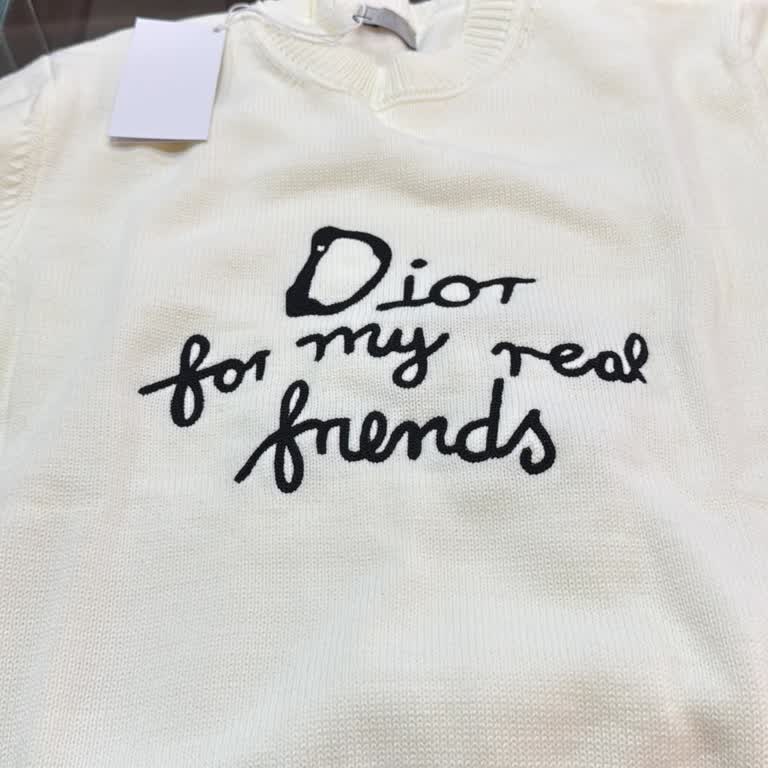 Dior
for my real
friends